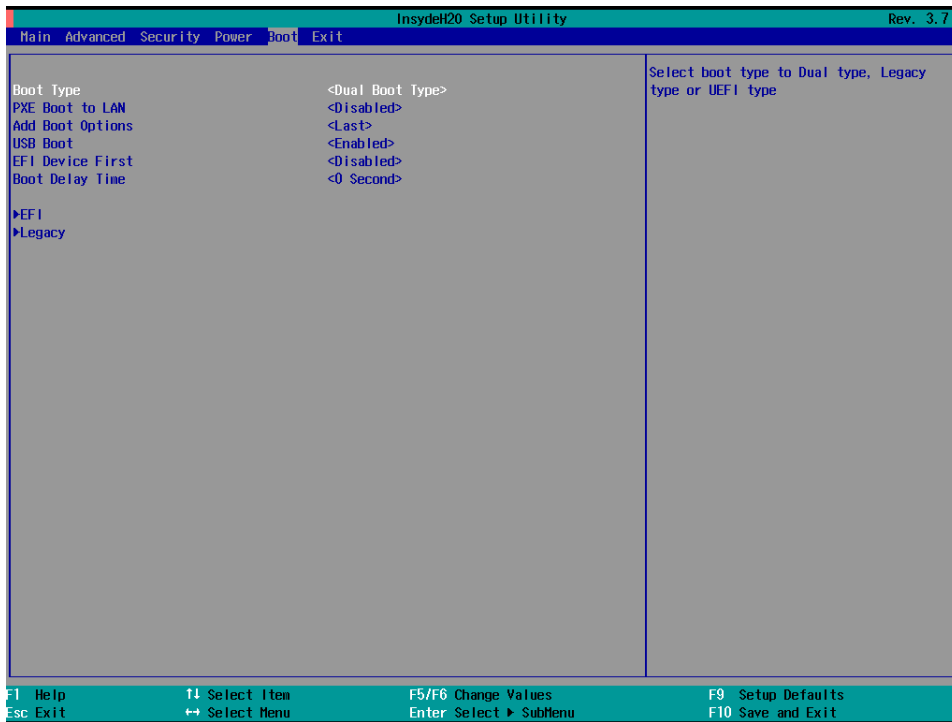 InsydeH20 Setup Utility Rev. 3.7
Main Advanced Security Power Boot Exit
Boot Type <Dual Boot Type>
PXE Boot to LAN <Disabled>
Add Boot Options <Last>
USB Boot <Enabled>
EFI Device First <Disabled>
Boot Delay Time <0 Second>
▶EFI
▶Legacy
Select boot type to Dual type, Legacy
type or UEFI type
F1 Help ↑↓ Select Item F5/F6 Change Values F9 Setup Defaults
Esc Exit ↔ Select Menu Enter Select ▶ SubMenu F10 Save and Exit